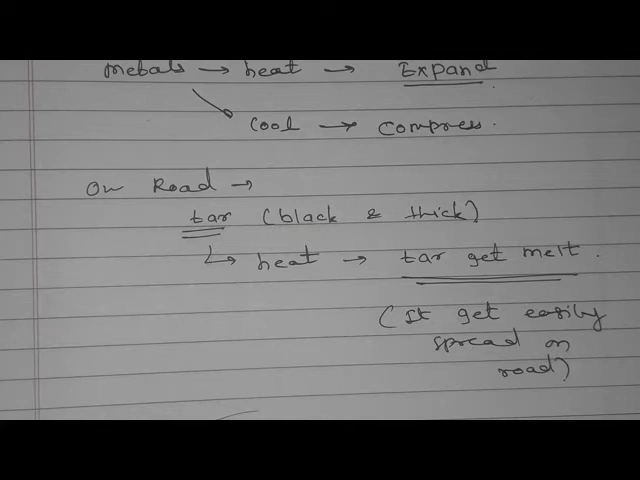 Metals → heat → Expand
Cool → Compress.
On Road →
tar (black & thick)
↳ heat → tar get melt.
(It get easily
spread on
road)